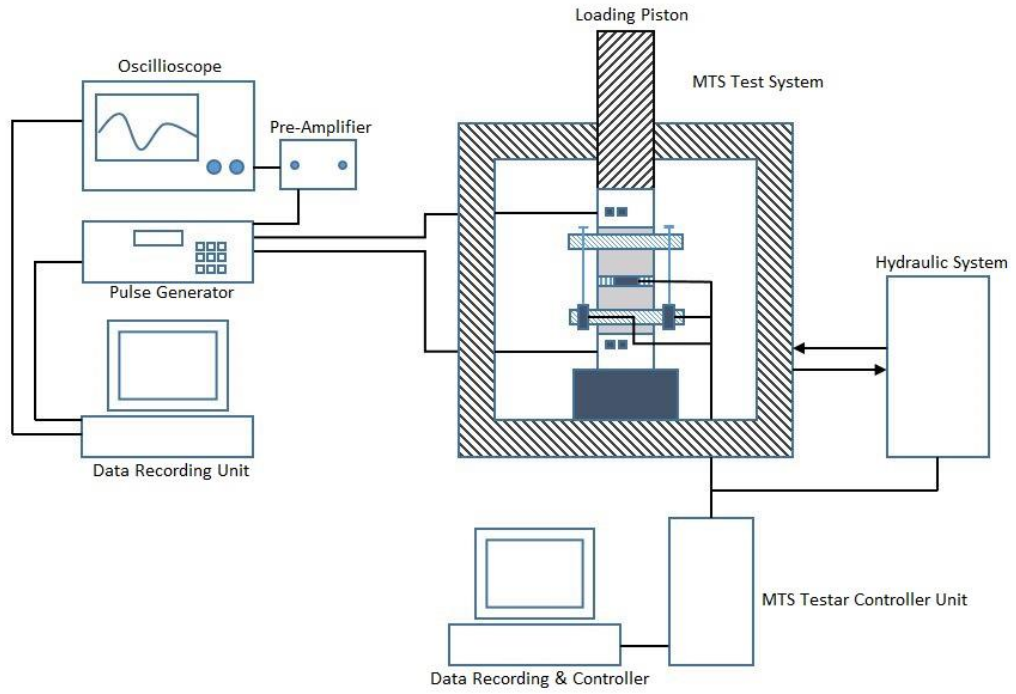 Loading Piston
Oscillioscope
MTS Test System
Pre-Amplifier
Hydraulic System
Pulse Generator
Data Recording Unit
MTS Testar Controller Unit
Data Recording & Controller